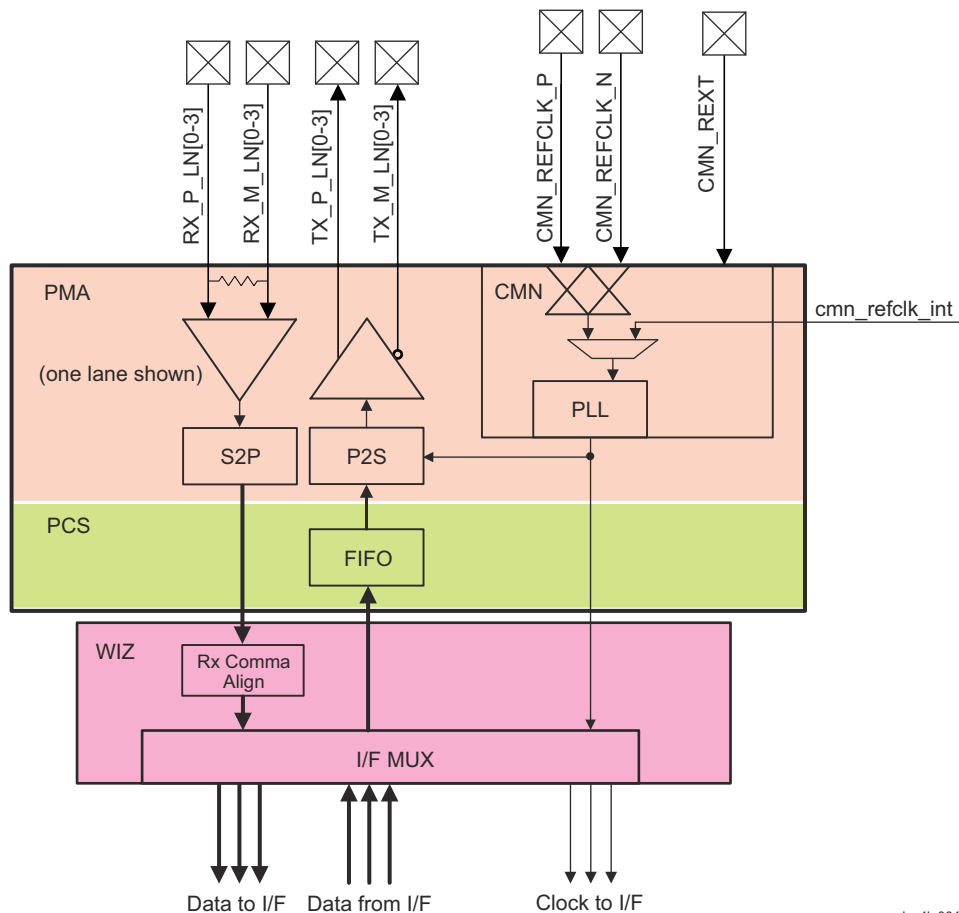 RX_P_LN[0-3]
RX_M_LN[0-3]
TX_P_LN[0-3]
TX_M_LN[0-3]
CMN_REFCLK_P
CMN_REFCLK_N
CMN_REXT
PMA
CMN
cmn_refclk_int
(one lane shown)
PLL
S2P
P2S
PCS
FIFO
WIZ
Rx Comma
Align
I/F MUX
Data to I/F
Data from I/F
Clock to I/F